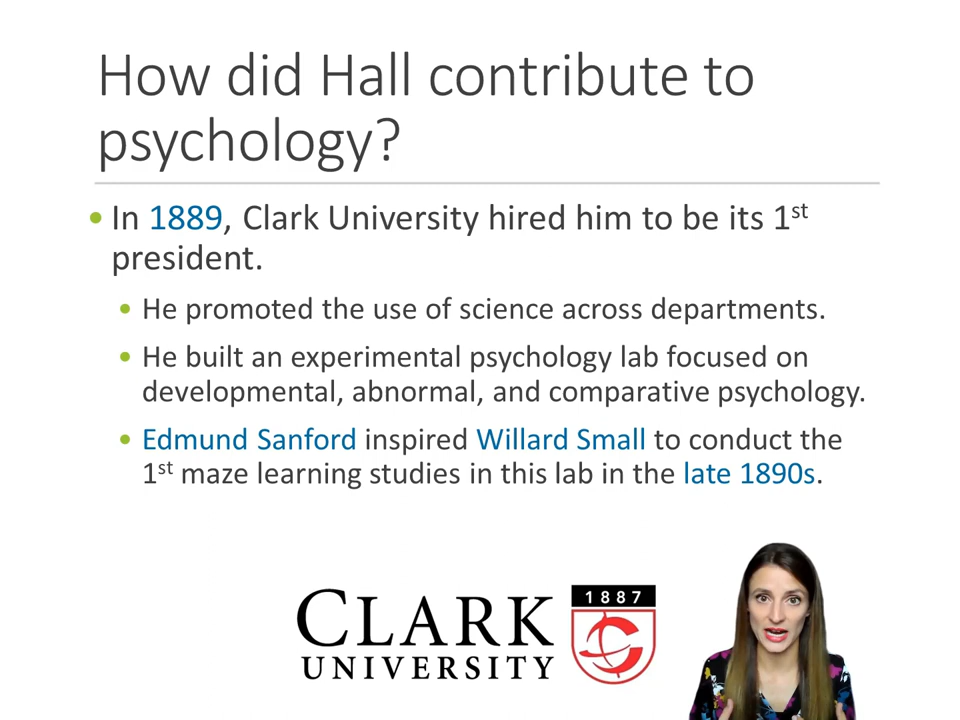 How did Hall contribute to
psychology?
• In 1889, Clark University hired him to be its 1st
president.
• He promoted the use of science across departments.
• He built an experimental psychology lab focused on
developmental, abnormal, and comparative psychology.
• Edmund Sanford inspired Willard Small to conduct the
1st maze learning studies in this lab in the late 1890s.
CLARK
UNIVERSITY
1887